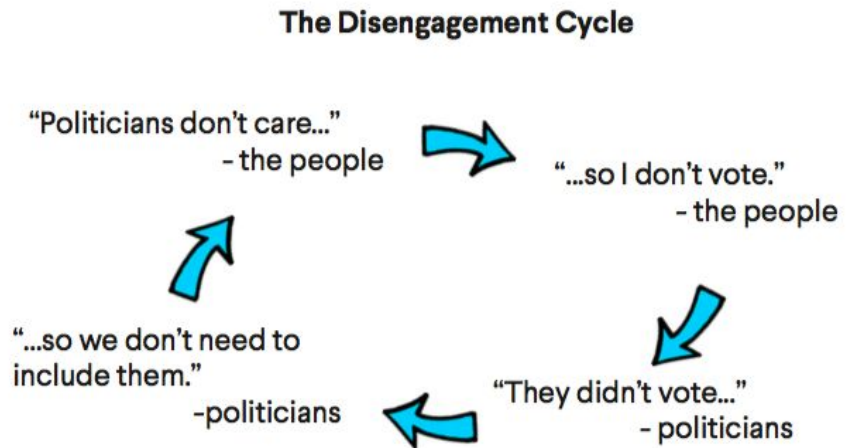 The Disengagement Cycle
“Politicians don’t care...”
- the people
“...so I don’t vote.”
- the people
“They didn’t vote...”
- politicians
“...so we don’t need to
include them.”
-politicians